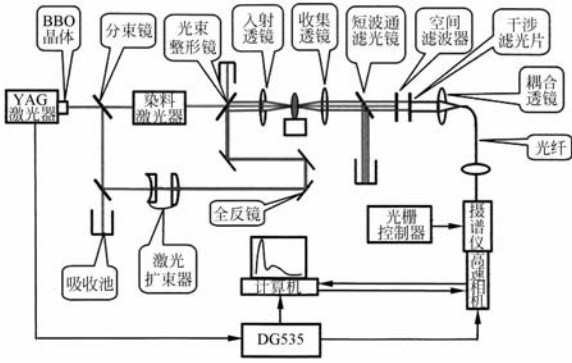 BBO
晶体
分束镜
光束
整形镜
入射
透镜
收集
透镜
短波通
滤光镜
空间
滤波器
干涉
滤光片
YAG
激光器
染料
激光器
耦合
透镜
光纤
全反镜
光栅
控制器
摄谱仪
高速相机
吸收池
激光
扩束器
计算机
DG535